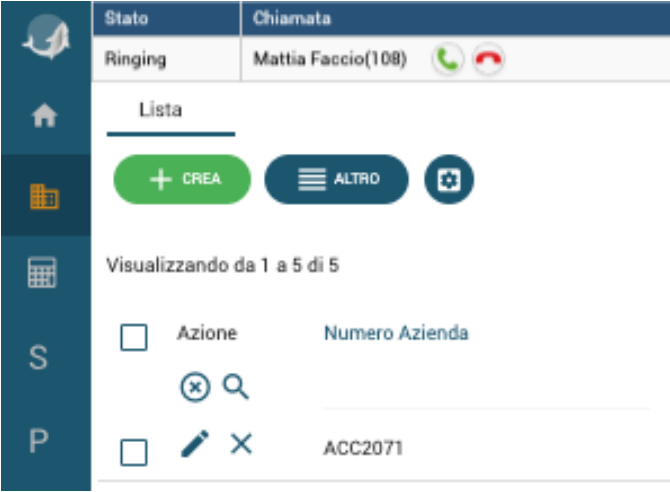 Stato Chiamata
Ringing Mattia Faccio(108)
Lista
CREA ALTRO
Visualizzando da 1 a 5 di 5
Azione Numero Azienda
S
P
ACC2071